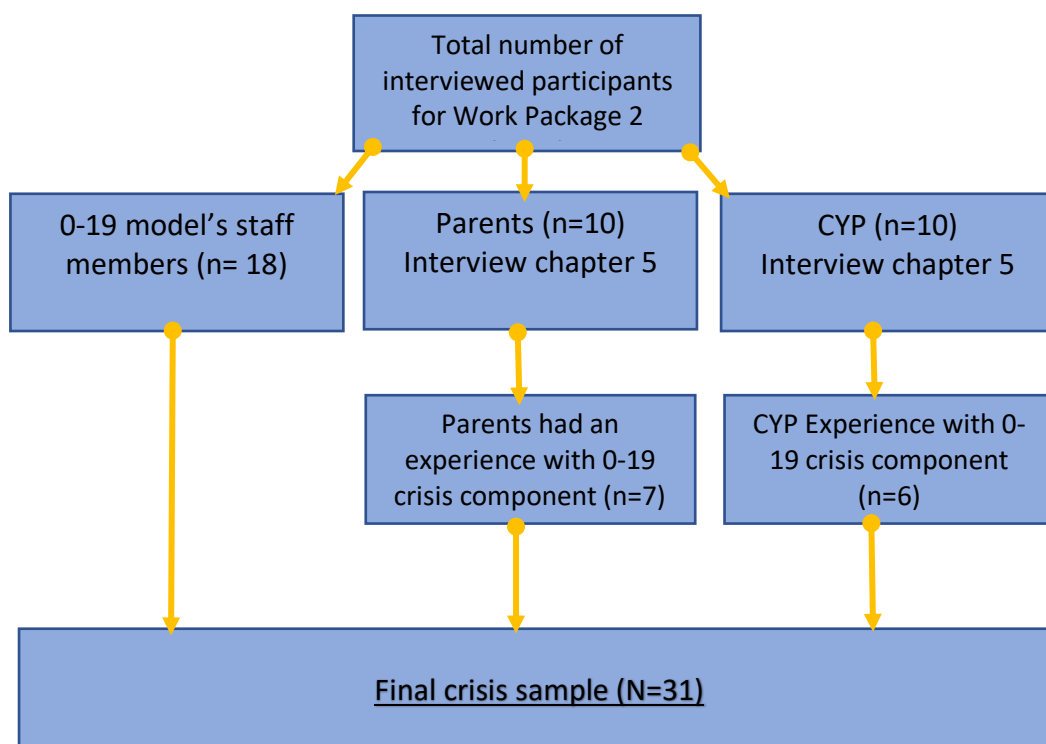 Total number of
interviewed participants
for Work Package 2
0-19 model’s staff
members (n= 18)
Parents (n=10)
Interview chapter 5
CYP (n=10)
Interview chapter 5
Parents had an
experience with 0-19
crisis component (n=7)
CYP Experience with 0-
19 crisis component
(n=6)
Final crisis sample (N=31)